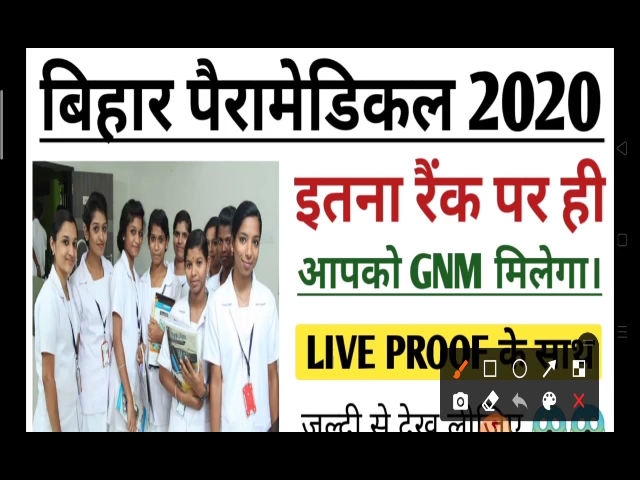 बिहार पैरामेडिकल 2020
इतना रैंक पर ही
आपको GNM मिलेगा।
LIVE PROOF के साथ
जल्दी से देख लीजिए